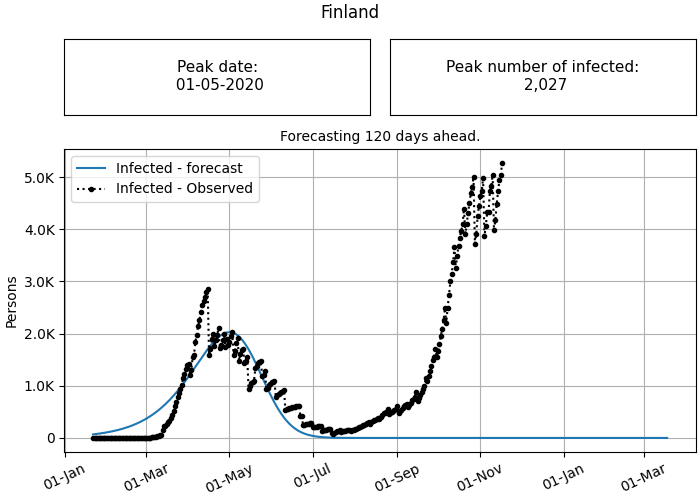 Finland
Peak date:
01-05-2020
Peak number of infected:
2,027
Forecasting 120 days ahead.
Infected - forecast
Infected - Observed
Persons
5.0K
4.0K
3.0K
2.0K
1.0K
0
01-Jan
01-Mar
01-May
01-Jul
01-Sep
01-Nov
01-Jan
01-Mar